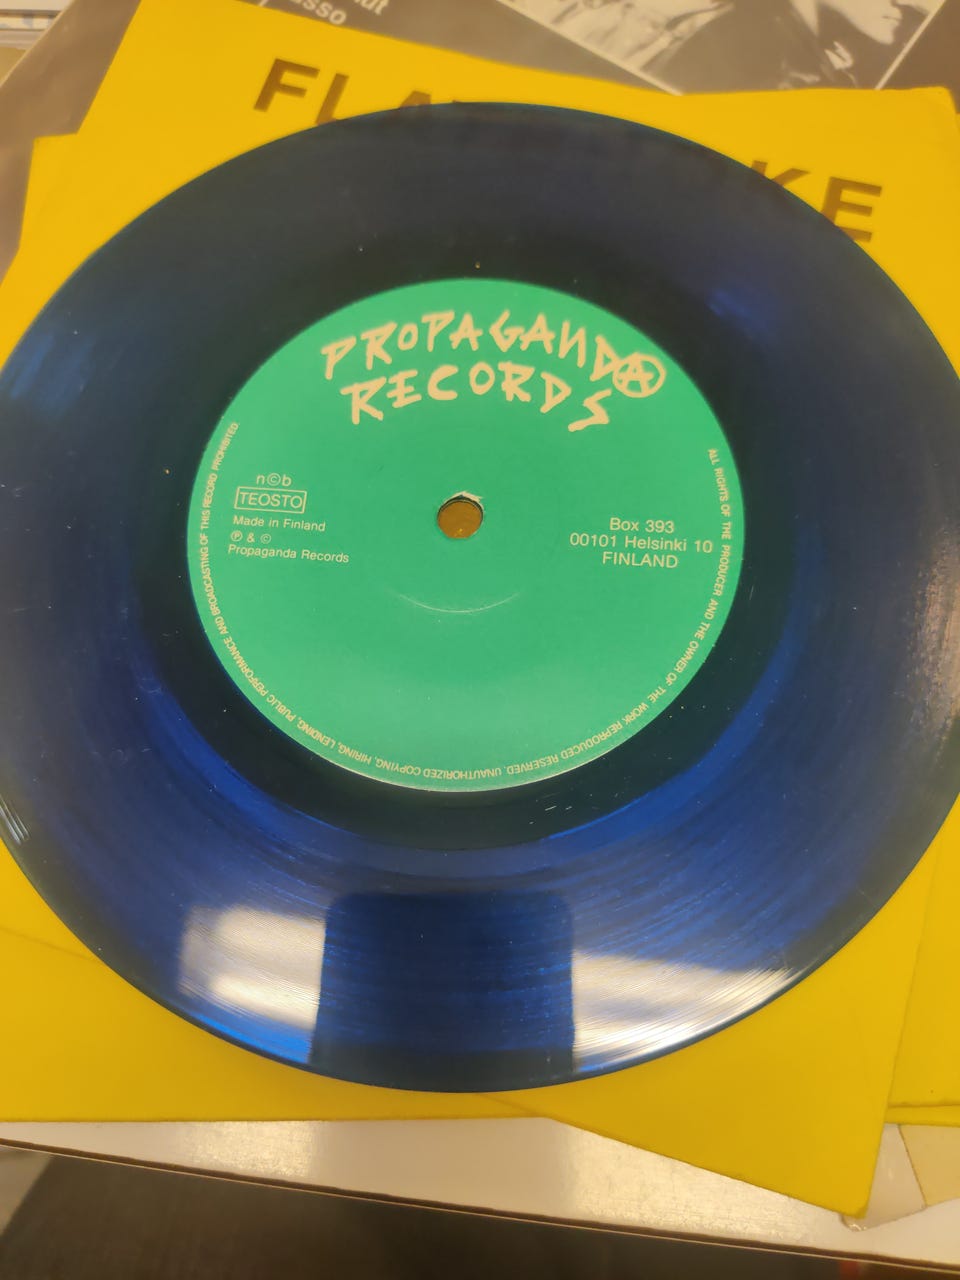 PROPAGANDA
RECORDS
n©b
TEOSTO
Made in Finland
℗ & ©
Propaganda Records
Box 393
00101 Helsinki 10
FINLAND
ALL RIGHTS OF THE PRODUCER AND THE OWNER OF THE WORK REPRODUCED RESERVED. UNAUTHORIZED COPYING, HIRING, LENDING, PUBLIC PERFORMANCE AND BROADCASTING OF THIS RECORD PROHIBITED.